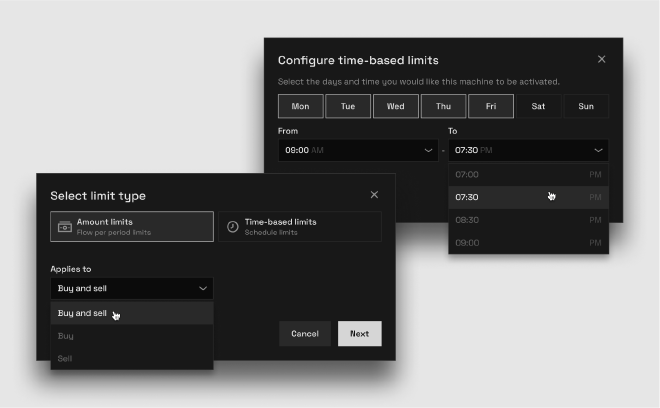 Configure time-based limits
Select the days and time you would like this machine to be activated.
Mon Tue Wed Thu Fri Sat Sun
From To
09:00 AM - 07:30 PM
07:00 PM
07:30
08:30 PM
09:00 PM
Select limit type
Amount limits
Flow per period limits
Time-based limits
Schedule limits
Applies to
Buy and sell
Buy and sell
Buy
Sell
Cancel Next